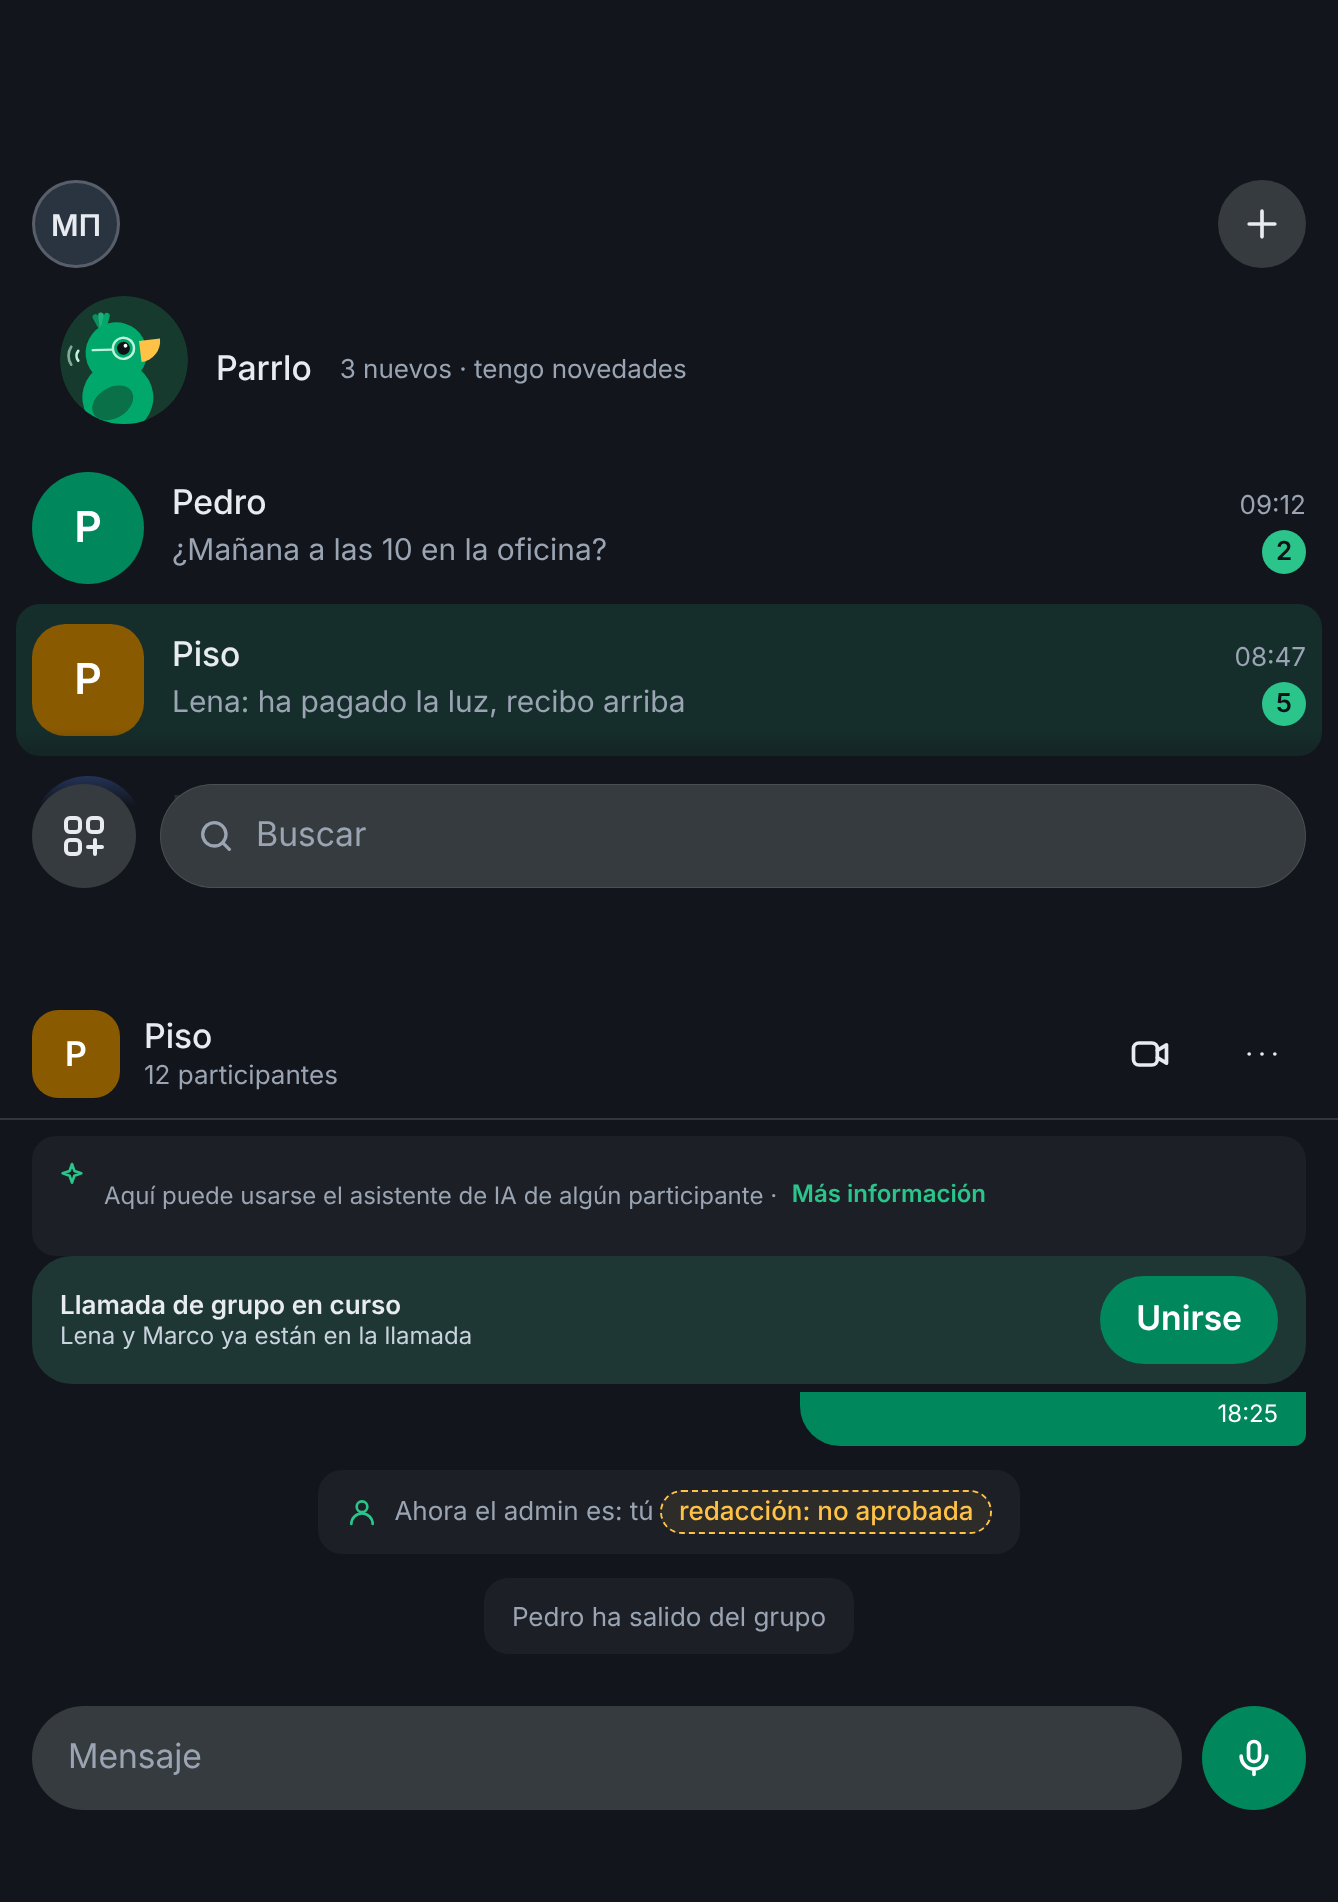 МП
Parrlo 3 nuevos · tengo novedades
P
Pedro
09:12
¿Mañana a las 10 en la oficina?
2
P
Piso
08:47
Lena: ha pagado la luz, recibo arriba
5
Buscar
P
Piso
12 participantes
Aquí puede usarse el asistente de IA de algún participante · Más información
Llamada de grupo en curso
Lena y Marco ya están en la llamada
Unirse
18:25
Ahora el admin es: tú redacción: no aprobada
Pedro ha salido del grupo
Mensaje